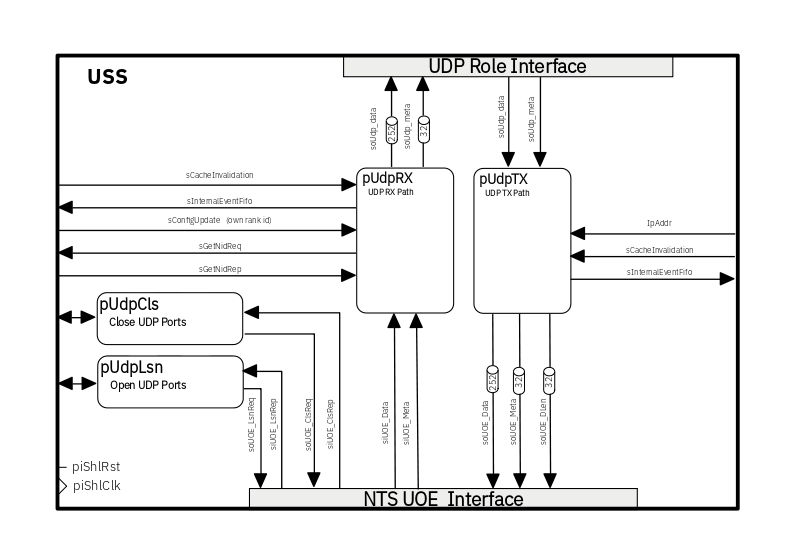 UDP Role Interface
USS
soUdp_data
soUdp_meta
soUdp_data
soUdp_meta
252
32
pUdpRX
UDP RX Path
pUdpTX
UDP TX Path
sCacheInvalidation
sInternalEventFifo
sConfigUpdate (own rank id)
sGetNidReq
sGetNidRep
IpAddr
sCacheInvalidation
sInternalEventFifo
pUdpCls
Close UDP Ports
pUdpLsn
Open UDP Ports
252
32
32
soUOE_LsnReq
siUOE_LsnRep
soUOE_ClsReq
siUOE_ClsRep
siUOE_Data
siUOE_Meta
soUOE_Data
soUOE_Meta
soUOE_DLen
piShlRst
piShlClk
NTS UOE Interface